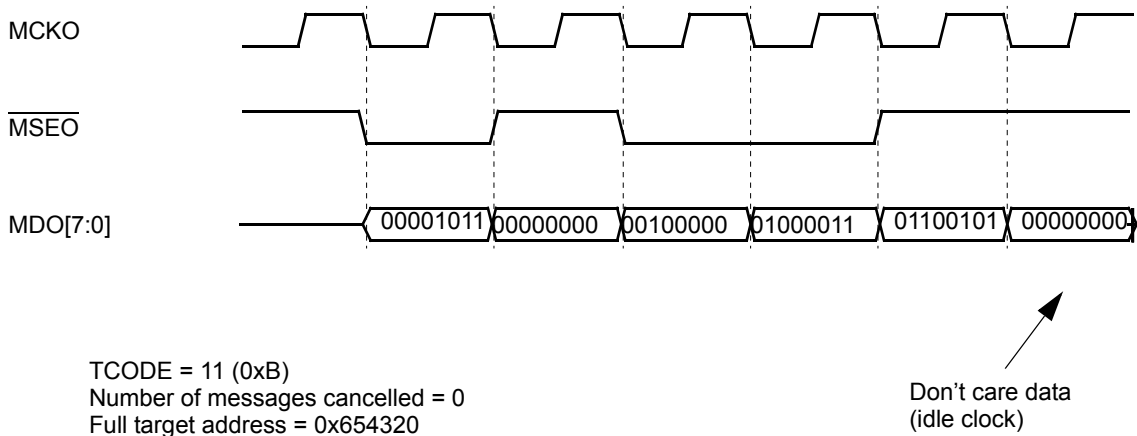 MCKO
MSEO
MDO[7:0]
00001011 00000000 00100000 01000011 01100101 00000000
TCODE = 11 (0xB)
Number of messages cancelled = 0
Full target address = 0x654320
Don't care data
(idle clock)